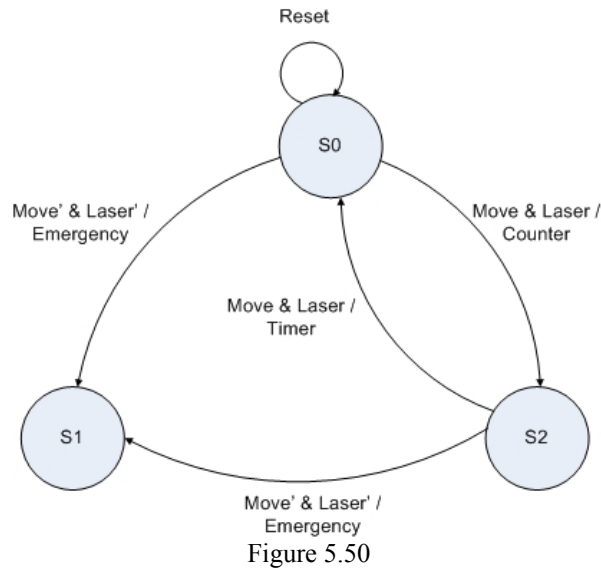 Reset
S0
Move' & Laser' /
Emergency
Move & Laser /
Counter
Move & Laser /
Timer
S1
S2
Move' & Laser' /
Emergency
Figure 5.50